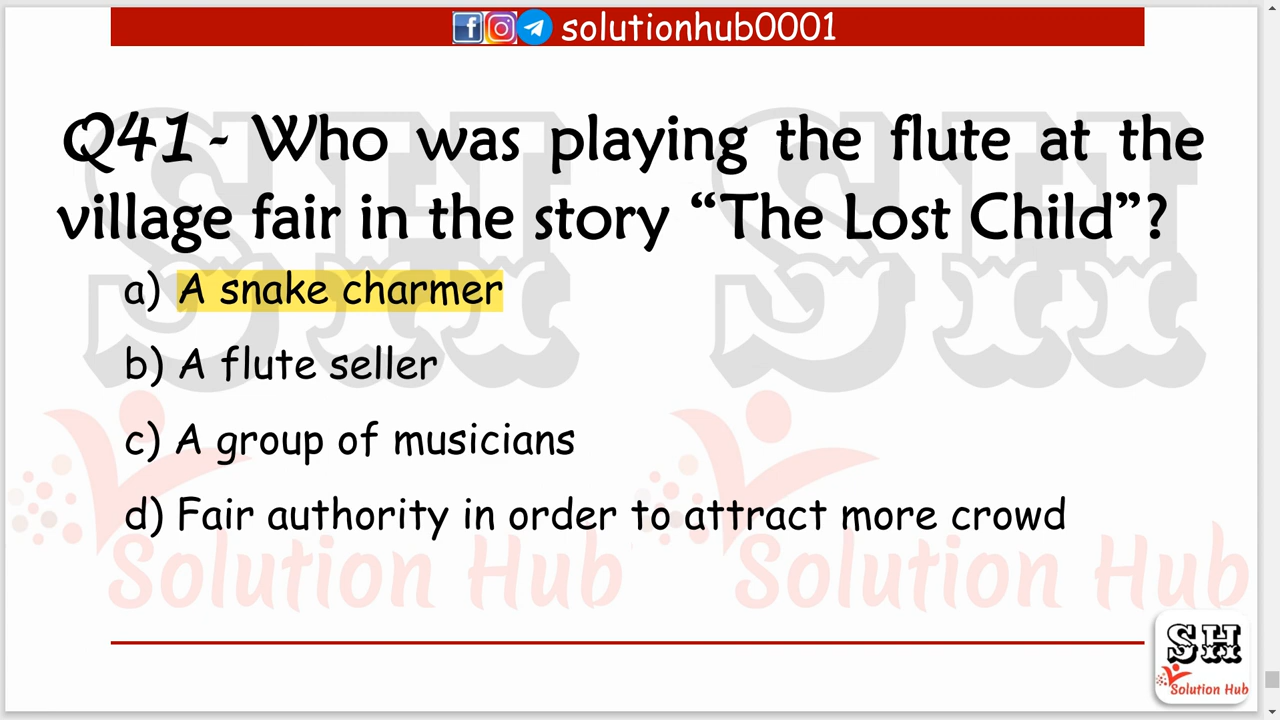 solutionhub0001
Q41- Who was playing the flute at the
village fair in the story “The Lost Child”?
a) A snake charmer
b) A flute seller
c) A group of musicians
d) Fair authority in order to attract more crowd
SH SH
Solution Hub Solution Hub
SH
Solution Hub